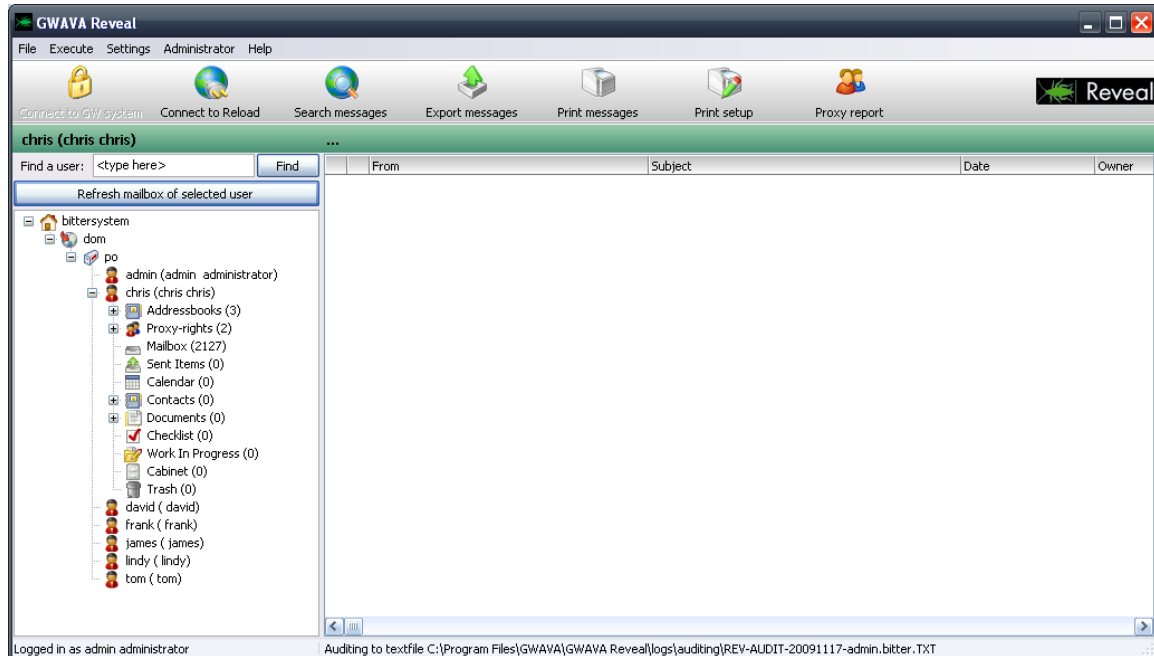 GWAVA Reveal
File Execute Settings Administrator Help
Connect to GW system Connect to Reload Search messages Export messages Print messages Print setup Proxy report Reveal
chris (chris chris) ...
Find a user: <type here> Find From Subject Date Owner
Refresh mailbox of selected user
bittersystem
dom
po
admin (admin administrator)
chris (chris chris)
Addressbooks (3)
Proxy-rights (2)
Mailbox (2127)
Sent Items (0)
Calendar (0)
Contacts (0)
Documents (0)
Checklist (0)
Work In Progress (0)
Cabinet (0)
Trash (0)
david ( david)
frank ( frank)
james ( james)
lindy ( lindy)
tom ( tom)
Logged in as admin administrator Auditing to textfile C:\Program Files\GWAVA\GWAVA Reveal\logs\auditing\REV-AUDIT-20091117-admin.bitter.TXT